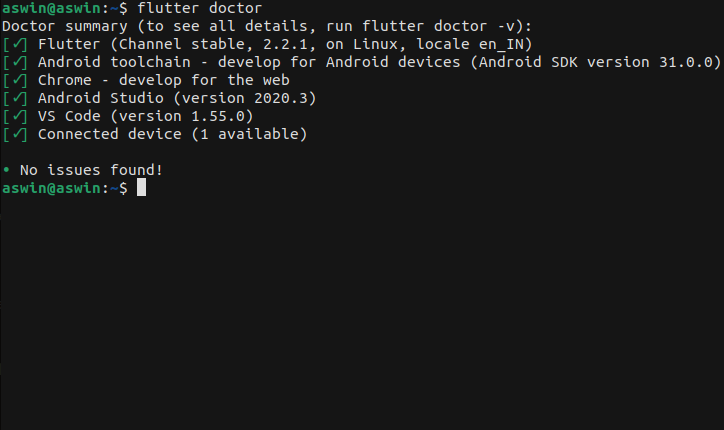 aswin@aswin:~$ flutter doctor
Doctor summary (to see all details, run flutter doctor -v):
[✓] Flutter (Channel stable, 2.2.1, on Linux, locale en_IN)
[✓] Android toolchain - develop for Android devices (Android SDK version 31.0.0)
[✓] Chrome - develop for the web
[✓] Android Studio (version 2020.3)
[✓] VS Code (version 1.55.0)
[✓] Connected device (1 available)
• No issues found!
aswin@aswin:~$